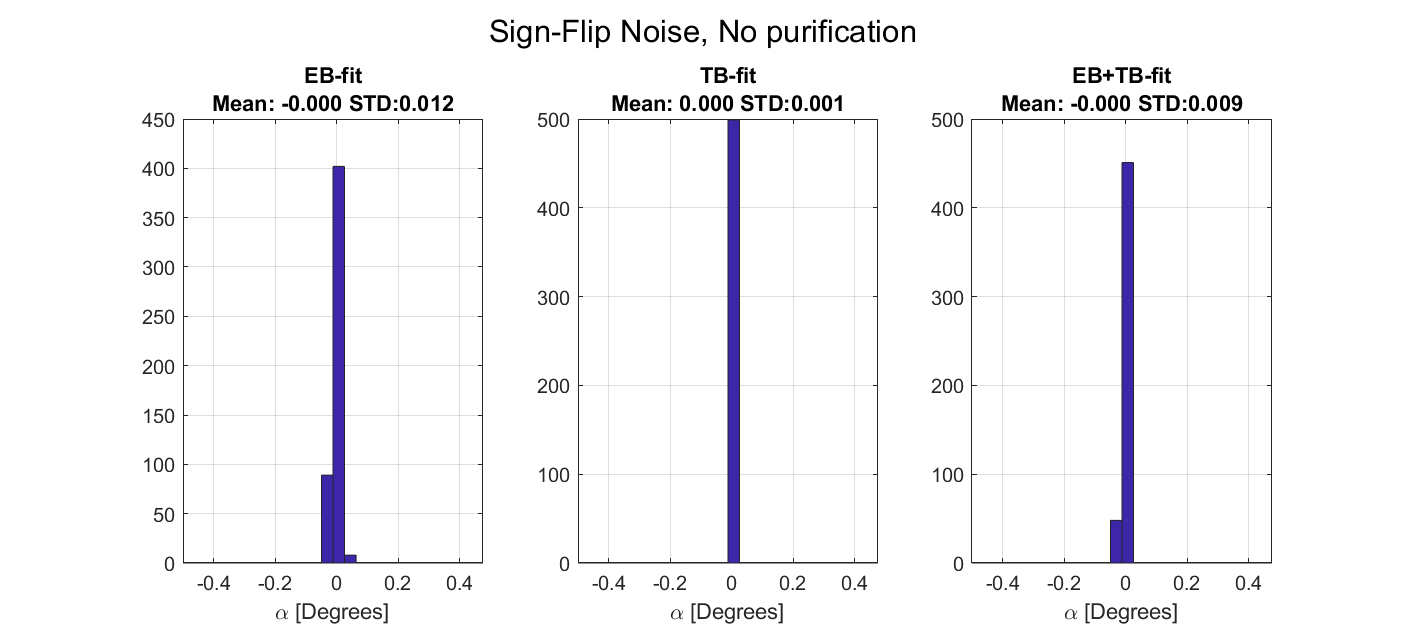 Sign-Flip Noise, No purification
EB-fit
Mean: -0.000 STD:0.012
450
400
350
300
250
200
150
100
50
0
-0.4 -0.2 0 0.2 0.4
α [Degrees]
TB-fit
Mean: 0.000 STD:0.001
500
400
300
200
100
0
-0.4 -0.2 0 0.2 0.4
α [Degrees]
EB+TB-fit
Mean: -0.000 STD:0.009
500
400
300
200
100
0
-0.4 -0.2 0 0.2 0.4
α [Degrees]